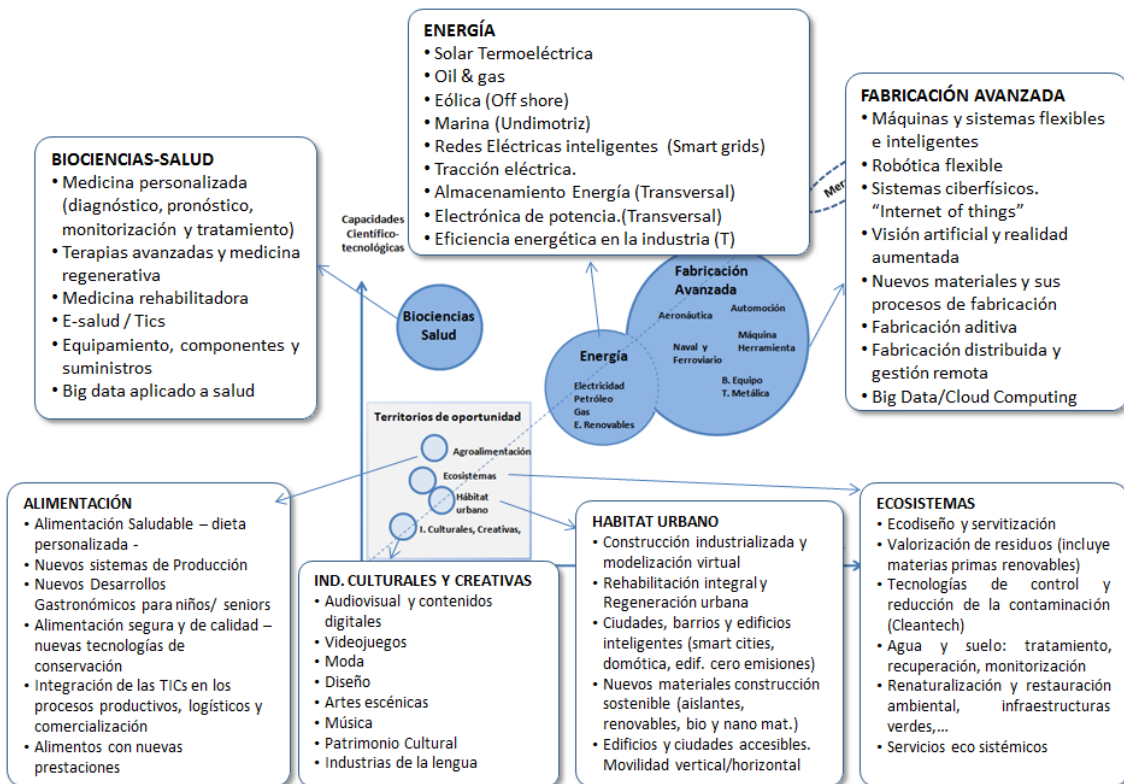 ENERGÍA
• Solar Termoeléctrica
• Oil & gas
• Eólica (Off shore)
• Marina (Undimotriz)
• Redes Eléctricas inteligentes (Smart grids)
• Tracción eléctrica.
• Almacenamiento Energía (Transversal)
• Electrónica de potencia.(Transversal)
• Eficiencia energética en la industria (T)
FABRICACIÓN AVANZADA
• Máquinas y sistemas flexibles
e inteligentes
• Robótica flexible
• Sistemas ciberfísicos.
“Internet of things”
• Visión artificial y realidad
aumentada
• Nuevos materiales y sus
procesos de fabricación
• Fabricación aditiva
• Fabricación distribuida y
gestión remota
• Big Data/Cloud Computing
BIOCIENCIAS-SALUD
• Medicina personalizada
(diagnóstico, pronóstico,
monitorización y tratamiento)
• Terapias avanzadas y medicina
regenerativa
• Medicina rehabilitadora
• E-salud / Tics
• Equipamiento, componentes y
suministros
• Big data aplicado a salud
Capacidades
Científico-
tecnológicas
Biociencias
Salud
Fabricación
Avanzada
Automoción
Aeronáutica
Máquina
Herramienta
Naval y
Ferroviario
B. Equipo
T. Metálica
Energía
Electricidad
Petróleo
Gas
E. Renovables
Territorios de oportunidad
Agroalimentación
Ecosistemas
Hábitat
urbano
I. Culturales, Creativas,
ALIMENTACIÓN
• Alimentación Saludable – dieta
personalizada -
• Nuevos sistemas de Producción
• Nuevos Desarrollos
Gastronómicos para niños/ seniors
• Alimentación segura y de calidad –
nuevas tecnologías de
conservación
• Integración de las TICs en los
procesos productivos, logísticos y
comercialización
• Alimentos con nuevas
prestaciones
IND. CULTURALES Y CREATIVAS
• Audiovisual y contenidos
digitales
• Videojuegos
• Moda
• Diseño
• Artes escénicas
• Música
• Patrimonio Cultural
• Industrias de la lengua
HABITAT URBANO
• Construcción industrializada y
modelización virtual
• Rehabilitación integral y
Regeneración urbana
• Ciudades, barrios y edificios
inteligentes (smart cities,
domótica, edif. cero emisiones)
• Nuevos materiales construcción
sostenible (aislantes,
renovables, bio y nano mat.)
• Edificios y ciudades accesibles.
Movilidad vertical/horizontal
ECOSISTEMAS
• Ecodiseño y servitización
• Valorización de residuos (incluye
materias primas renovables)
• Tecnologías de control y
reducción de la contaminación
(Cleantech)
• Agua y suelo: tratamiento,
recuperación, monitorización
• Renaturalización y restauración
ambiental, infraestructuras
verdes,…
• Servicios eco sistémicos